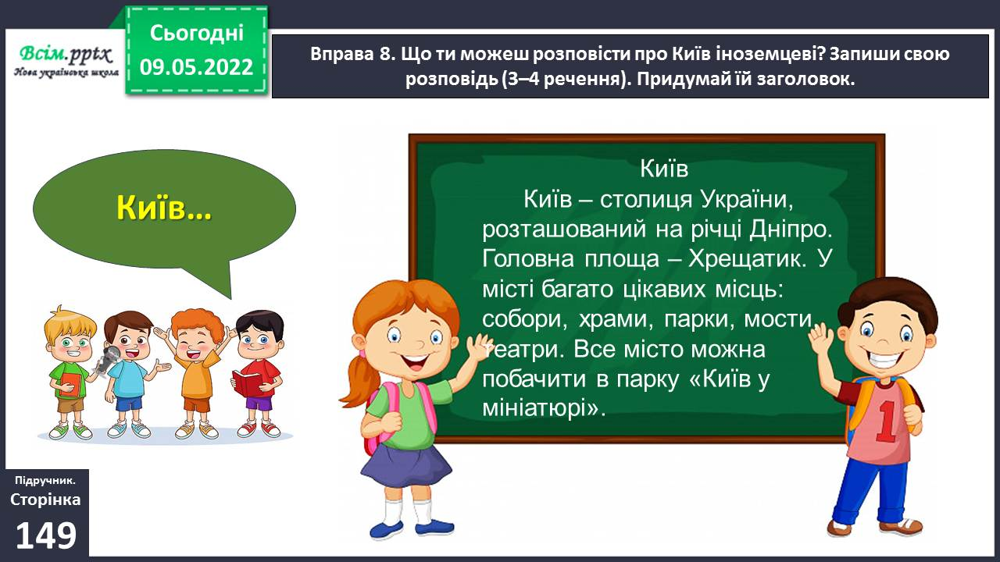 Всім.pptx
Нова українська школа
Сьогодні
09.05.2022
Вправа 8. Що ти можеш розповісти про Київ іноземцеві? Запиши свою
розповідь (3–4 речення). Придумай їй заголовок.
Київ...
Київ
Київ – столиця України,
розташований на річці Дніпро.
Головна площа – Хрещатик. У
місті багато цікавих місць:
собори, храми, парки, мости,
театри. Все місто можна
побачити в парку «Київ у
мініатюрі».
1
Підручник.
Сторінка
149